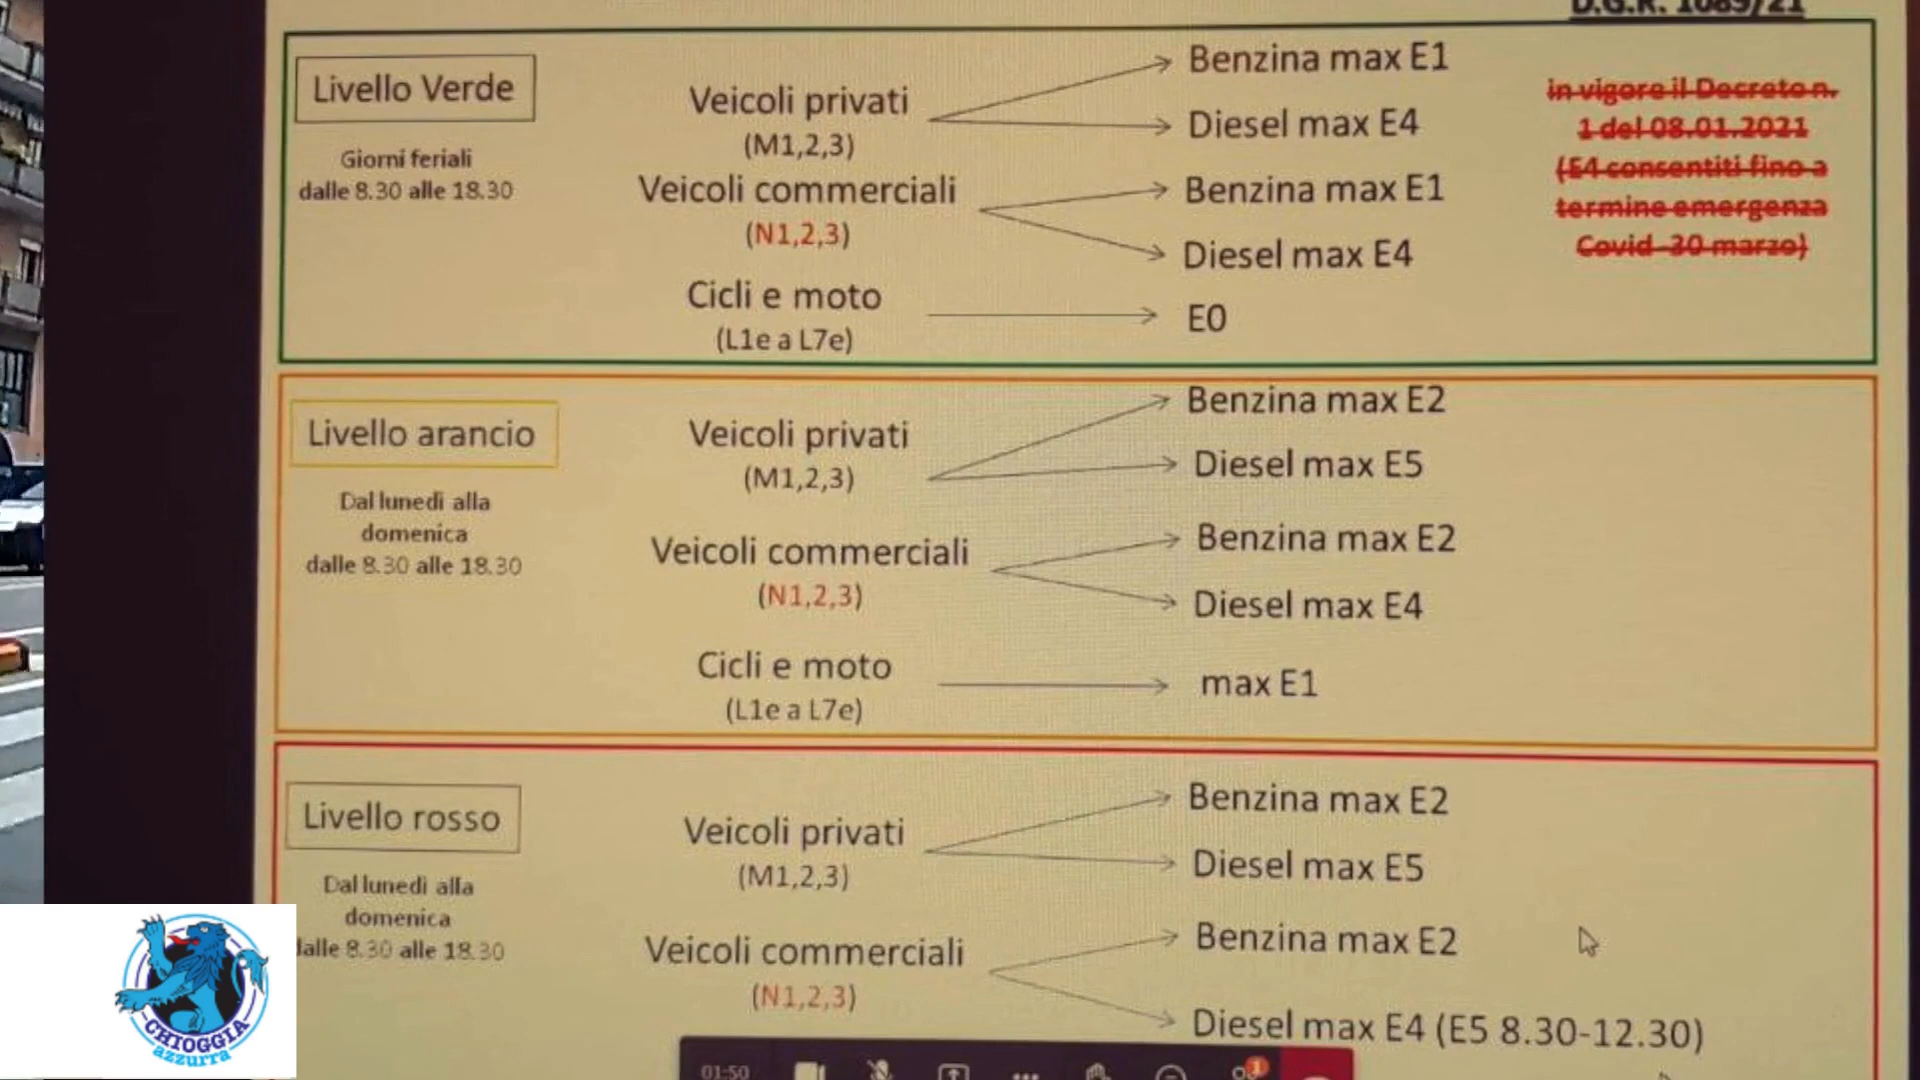 D.G.R. 1089/21
Livello Verde
Giorni feriali
dalle 8.30 alle 18.30
Veicoli privati
(M1,2,3)
Benzina max E1
Diesel max E4
Veicoli commerciali
(N1,2,3)
Benzina max E1
Diesel max E4
Cicli e moto
(L1e a L7e)
E0
in vigore il Decreto n.
1 del 08.01.2021
(E4 consentiti fino a
termine emergenza
Covid -30 marzo)
Livello arancio
Dal lunedì alla
domenica
dalle 8.30 alle 18.30
Veicoli privati
(M1,2,3)
Benzina max E2
Diesel max E5
Veicoli commerciali
(N1,2,3)
Benzina max E2
Diesel max E4
Cicli e moto
(L1e a L7e)
max E1
Livello rosso
Dal lunedì alla
domenica
dalle 8.30 alle 18.30
Veicoli privati
(M1,2,3)
Benzina max E2
Diesel max E5
Veicoli commerciali
(N1,2,3)
Benzina max E2
Diesel max E4 (E5 8.30-12.30)
01:50
1
CHIOGGIA
azzurra